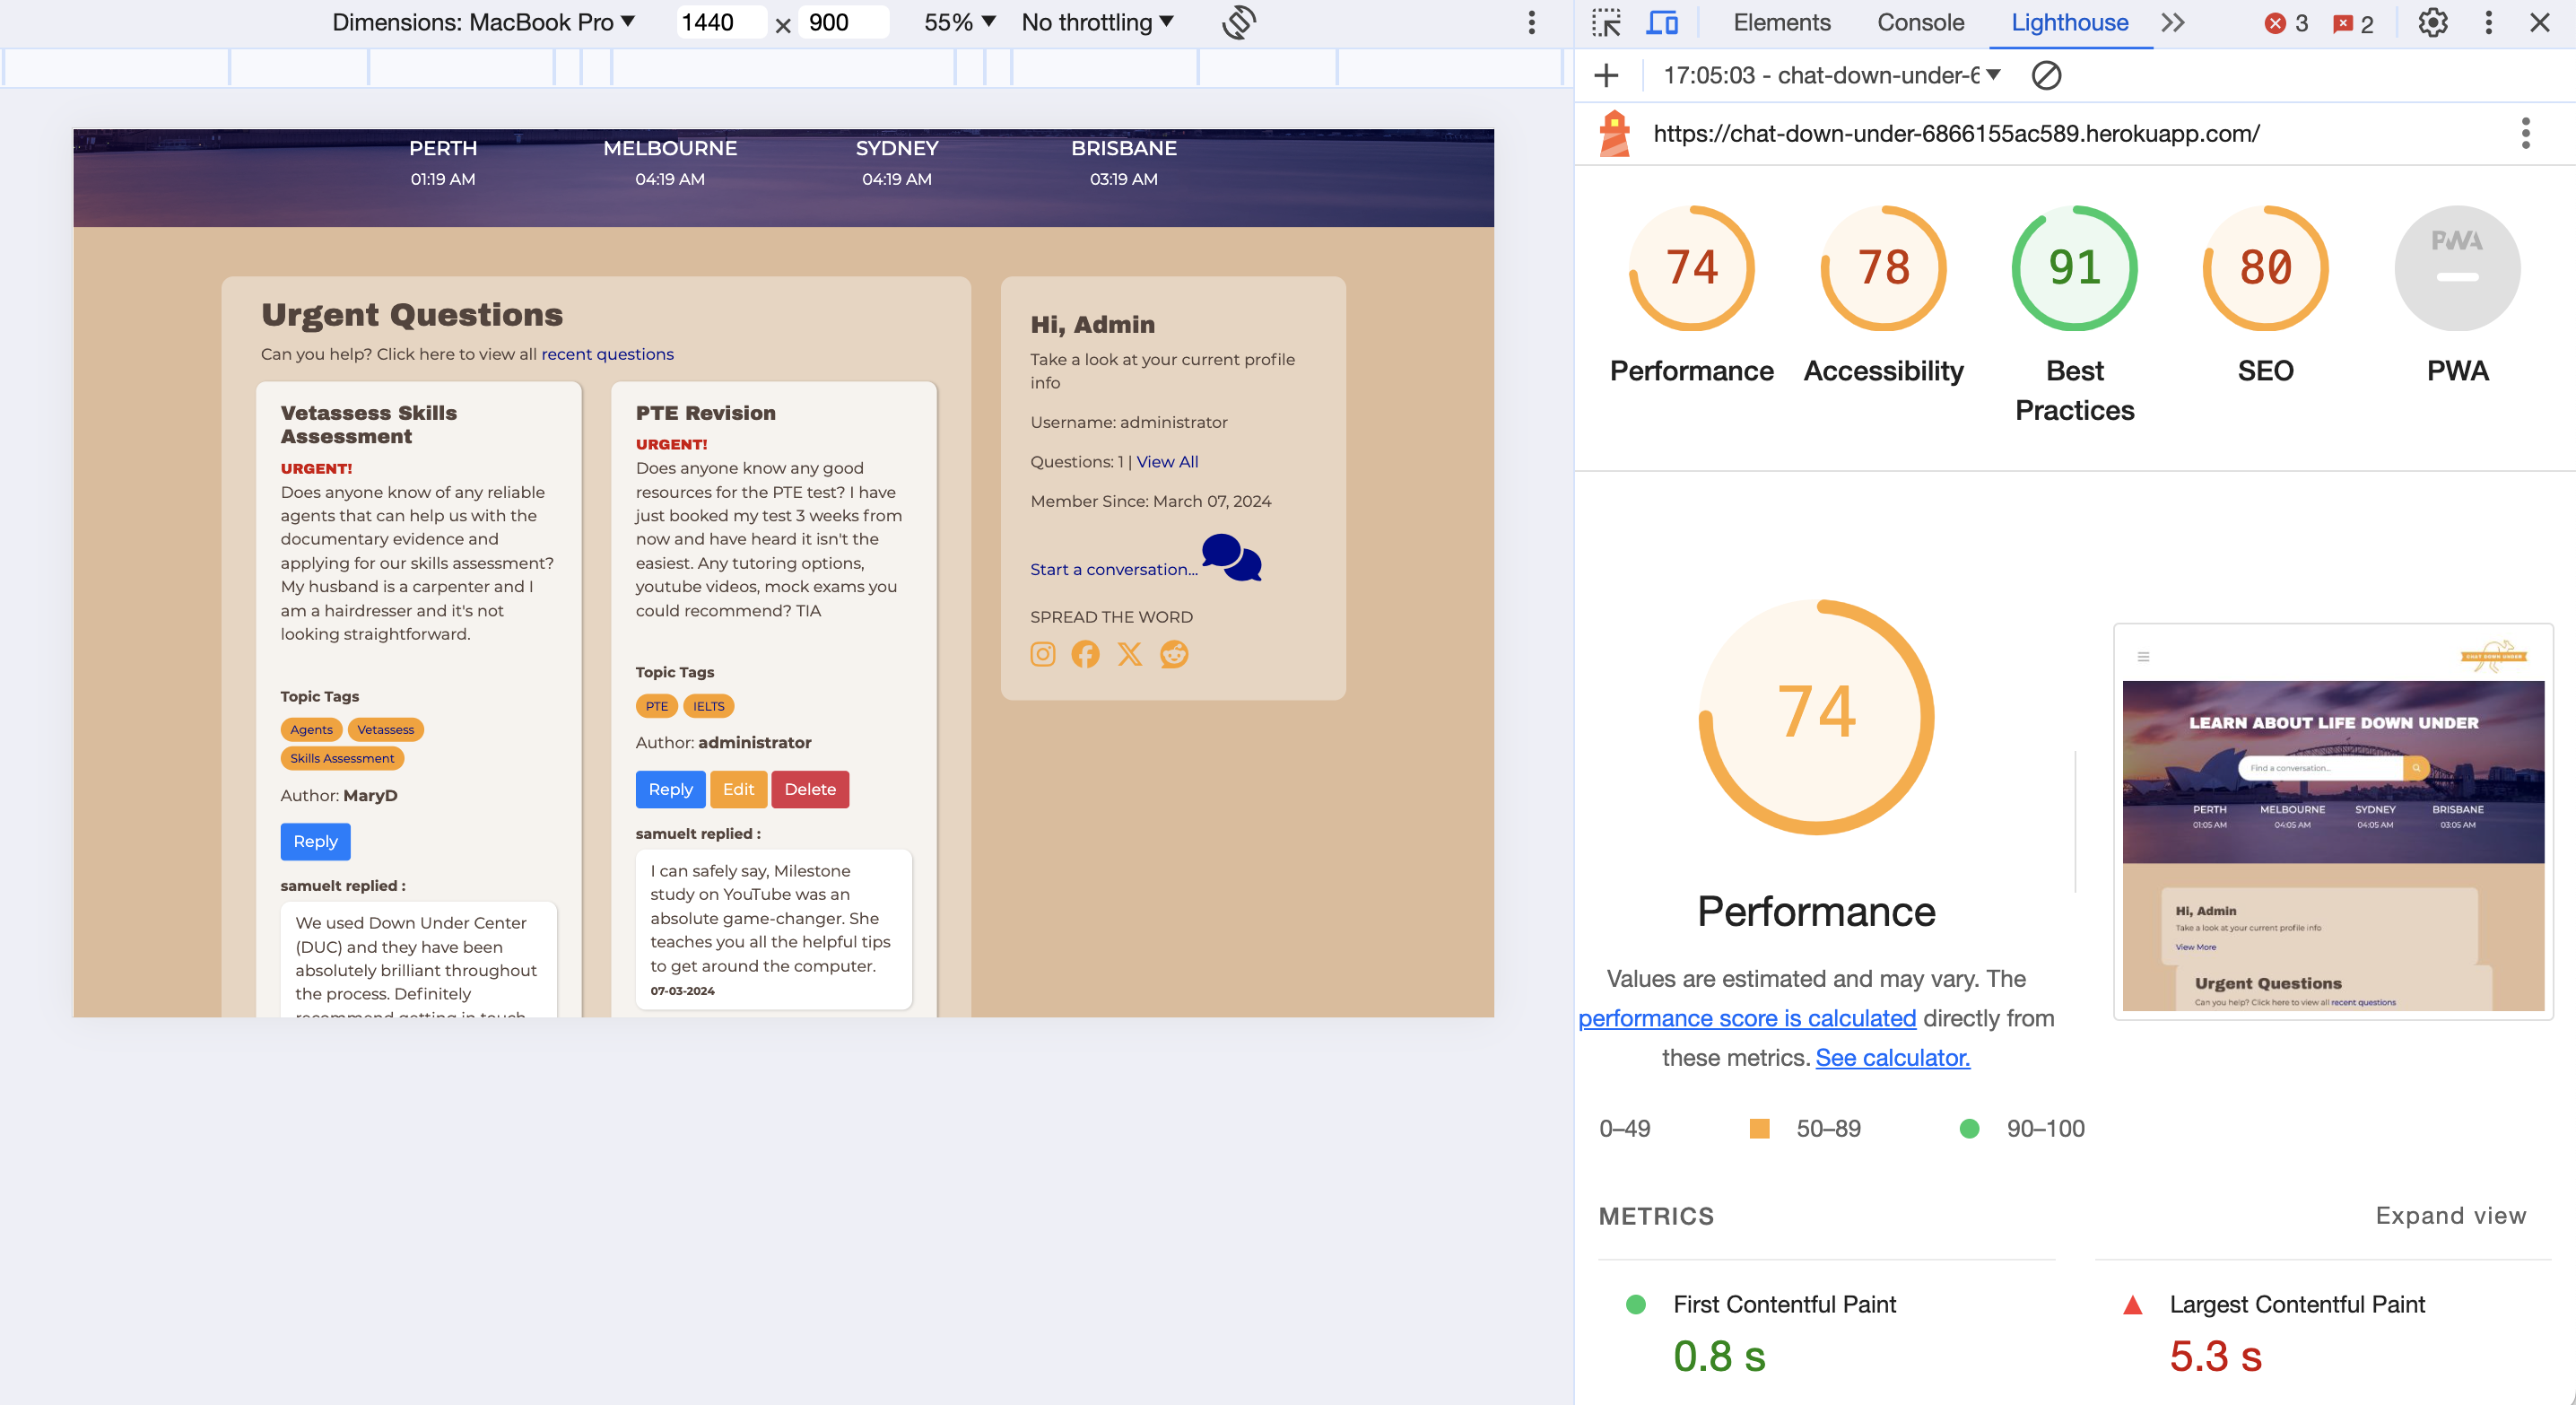 Dimensions: MacBook Pro ▼ 1440 × 900 55% ▼ No throttling ▼
PERTH MELBOURNE SYDNEY BRISBANE
01:19 AM 04:19 AM 04:19 AM 03:19 AM
Urgent Questions
Can you help? Click here to view all recent questions
Vetassess Skills
Assessment
URGENT!
Does anyone know of any reliable
agents that can help us with the
documentary evidence and
applying for our skills assessment?
My husband is a carpenter and I
am a hairdresser and it's not
looking straightforward.
Topic Tags
Agents Vetassess
Skills Assessment
Author: MaryD
Reply
samuelt replied :
We used Down Under Center
(DUC) and they have been
absolutely brilliant throughout
the process. Definitely
recommend getting in touch
PTE Revision
URGENT!
Does anyone know any good
resources for the PTE test? I have
just booked my test 3 weeks from
now and have heard it isn't the
easiest. Any tutoring options,
youtube videos, mock exams you
could recommend? TIA
Topic Tags
PTE IELTS
Author: administrator
Reply Edit Delete
samuelt replied :
I can safely say, Milestone
study on YouTube was an
absolute game-changer. She
teaches you all the helpful tips
to get around the computer.
07-03-2024
Hi, Admin
Take a look at your current profile
info
Username: administrator
Questions: 1 | View All
Member Since: March 07, 2024
Start a conversation...
SPREAD THE WORD
Elements Console Lighthouse 3 2
17:05:03 - chat-down-under-6
https://chat-down-under-6866155ac589.herokuapp.com/
74 78 91 80 PWA
Performance Accessibility Best Practices SEO PWA
74
Performance
Values are estimated and may vary. The
performance score is calculated directly from
these metrics. See calculator.
CHAT DOWN UNDER
LEARN ABOUT LIFE DOWN UNDER
Find a conversation...
PERTH MELBOURNE SYDNEY BRISBANE
01:05 AM 04:05 AM 04:05 AM 03:05 AM
Hi, Admin
Take a look at your current profile info
View More
Urgent Questions
Can you help? Click here to view all recent questions
0–49 50–89 90–100
METRICS Expand view
First Contentful Paint
0.8 s
Largest Contentful Paint
5.3 s